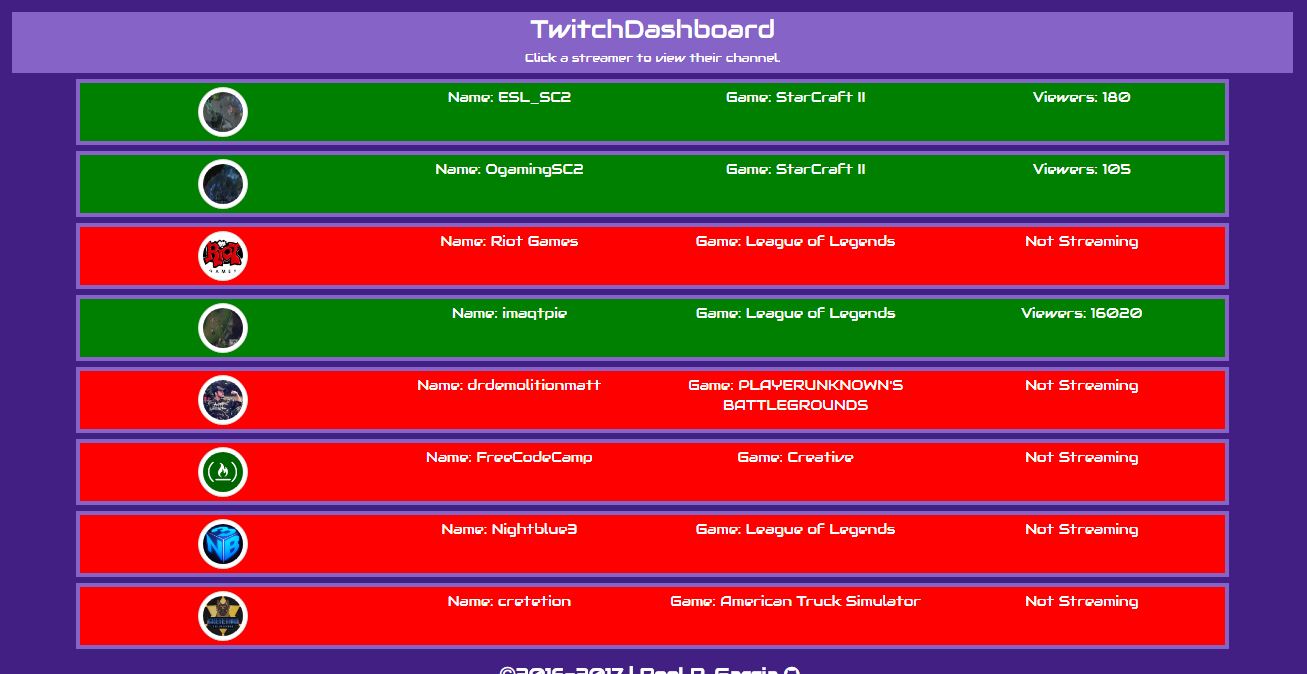 TwitchDashboard
Click a streamer to view their channel.
Name: ESL_SC2 Game: StarCraft II Viewers: 180
Name: OgamingSC2 Game: StarCraft II Viewers: 105
RIOT
GAMES
Name: Riot Games Game: League of Legends Not Streaming
Name: imaqtpie Game: League of Legends Viewers: 16020
Name: drdemolitionmatt Game: PLAYERUNKNOWN'S Not Streaming
BATTLEGROUNDS
Name: FreeCodeCamp Game: Creative Not Streaming
NB
Name: Nightblue3 Game: League of Legends Not Streaming
Name: cretetion Game: American Truck Simulator Not Streaming
©2016-2017 |